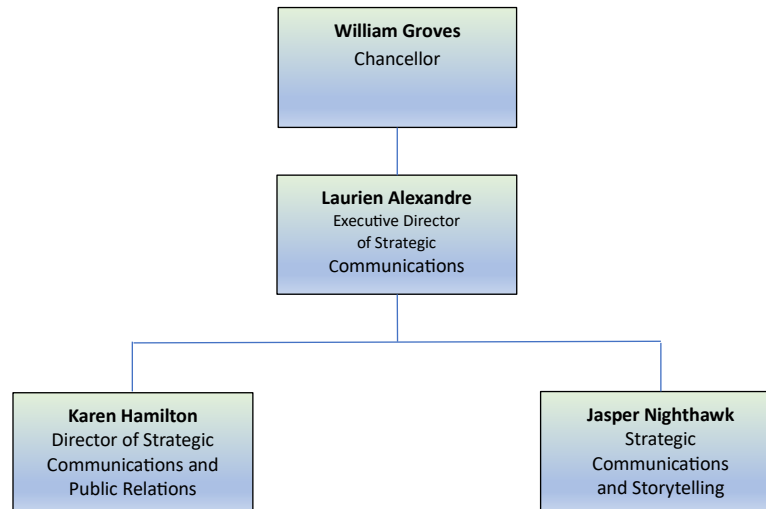 William Groves
Chancellor
Laurien Alexandre
Executive Director
of Strategic
Communications
Karen Hamilton
Director of Strategic
Communications and
Public Relations
Jasper Nighthawk
Strategic
Communications
and Storytelling